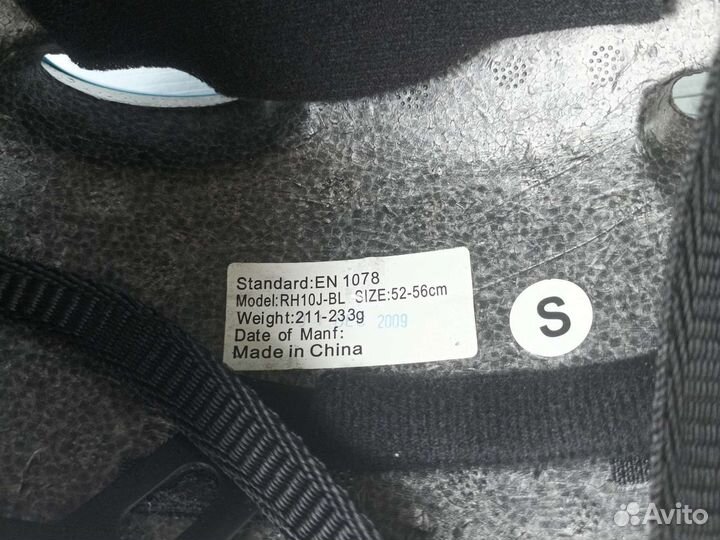 Standard:EN 1078
Model:RH10J-BL SIZE:52-56cm
Weight:211-233g
Date of Manf: 2009
Made in China
S
Avito